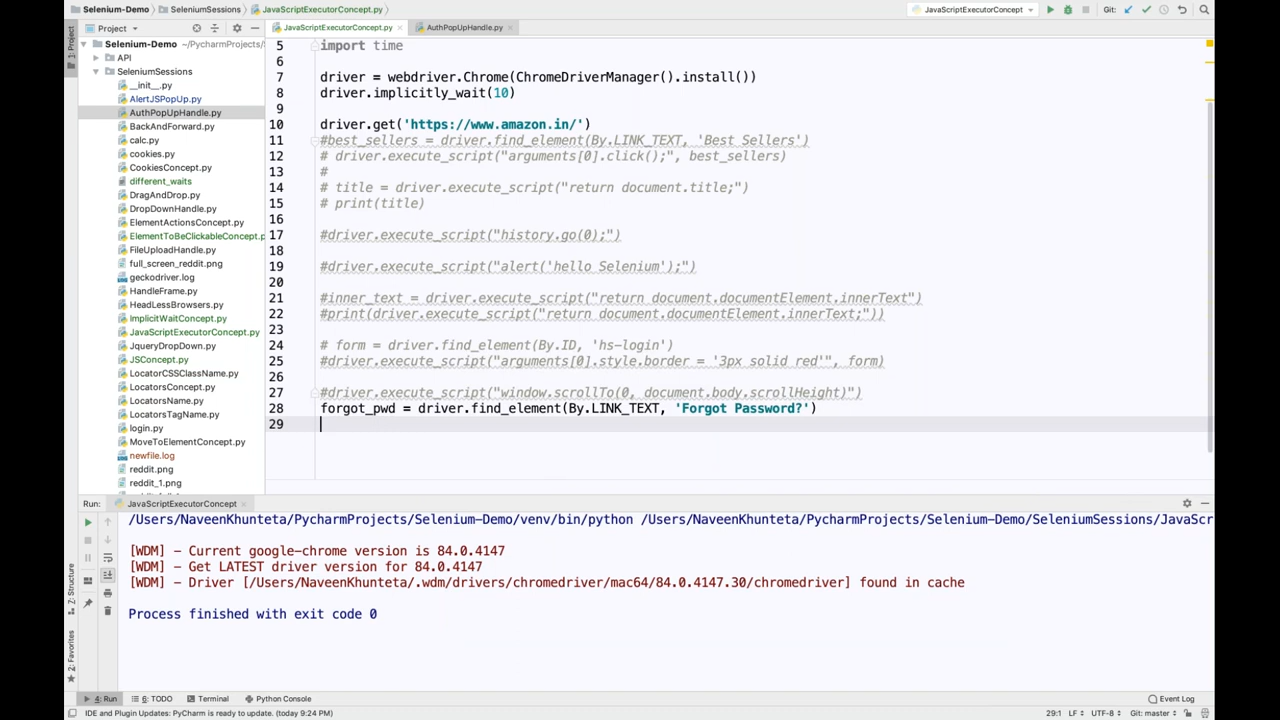 Selenium-Demo SeleniumSessions JavaScriptExecutorConcept.py JavaScriptExecutorConcept Git:
Project JavaScriptExecutorConcept.py AuthPopUpHandle.py
1: Project
Selenium-Demo ~/PycharmProjects/S
API
SeleniumSessions
__init__.py
AlertJSPopUp.py
AuthPopUpHandle.py
BackAndForward.py
calc.py
cookies.py
CookiesConcept.py
different_waits
DragAndDrop.py
DropDownHandle.py
ElementActionsConcept.py
ElementToBeClickableConcept.p
FileUploadHandle.py
full_screen_reddit.png
geckodriver.log
HandleFrame.py
HeadLessBrowsers.py
ImplicitWaitConcept.py
JavaScriptExecutorConcept.py
JqueryDropDown.py
JSConcept.py
LocatorCSSClassName.py
LocatorsConcept.py
LocatorsName.py
LocatorsTagName.py
login.py
MoveToElementConcept.py
newfile.log
reddit.png
reddit_1.png
5 import time
6
7 driver = webdriver.Chrome(ChromeDriverManager().install())
8 driver.implicitly_wait(10)
9
10 driver.get('https://www.amazon.in/')
11 #best_sellers = driver.find_element(By.LINK_TEXT, 'Best Sellers')
12 # driver.execute_script("arguments[0].click();", best_sellers)
13 #
14 # title = driver.execute_script("return document.title;")
15 # print(title)
16
17 #driver.execute_script("history.go(0);")
18
19 #driver.execute_script("alert('hello Selenium');")
20
21 #inner_text = driver.execute_script("return document.documentElement.innerText")
22 #print(driver.execute_script("return document.documentElement.innerText;"))
23
24 # form = driver.find_element(By.ID, 'hs-login')
25 #driver.execute_script("arguments[0].style.border = '3px solid red'", form)
26
27 #driver.execute_script("window.scrollTo(0, document.body.scrollHeight)")
28 forgot_pwd = driver.find_element(By.LINK_TEXT, 'Forgot Password?')
29
Run: JavaScriptExecutorConcept
/Users/NaveenKhunteta/PycharmProjects/Selenium-Demo/venv/bin/python /Users/NaveenKhunteta/PycharmProjects/Selenium-Demo/SeleniumSessions/JavaScr
[WDM] - Current google-chrome version is 84.0.4147
[WDM] - Get LATEST driver version for 84.0.4147
[WDM] - Driver [/Users/NaveenKhunteta/.wdm/drivers/chromedriver/mac64/84.0.4147.30/chromedriver] found in cache
Process finished with exit code 0
7: Structure
2: Favorites
4: Run 6: TODO Terminal Python Console Event Log
IDE and Plugin Updates: PyCharm is ready to update. (today 9:24 PM) 29:1 LF UTF-8 Git: master